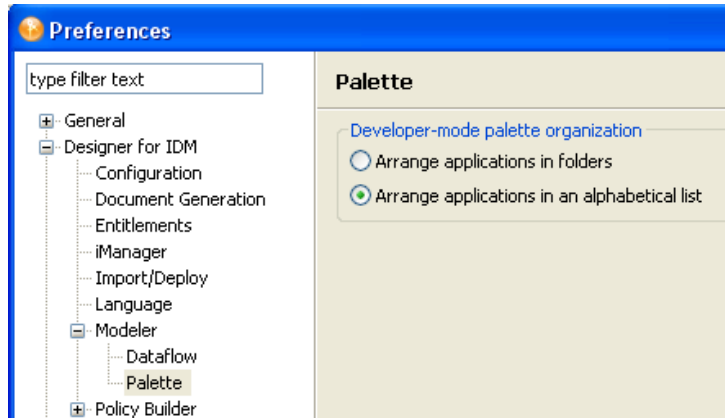 Preferences
type filter text
General
Designer for IDM
Configuration
Document Generation
Entitlements
iManager
Import/Deploy
Language
Modeler
Dataflow
Palette
Policy Builder
Palette
Developer-mode palette organization
Arrange applications in folders
Arrange applications in an alphabetical list